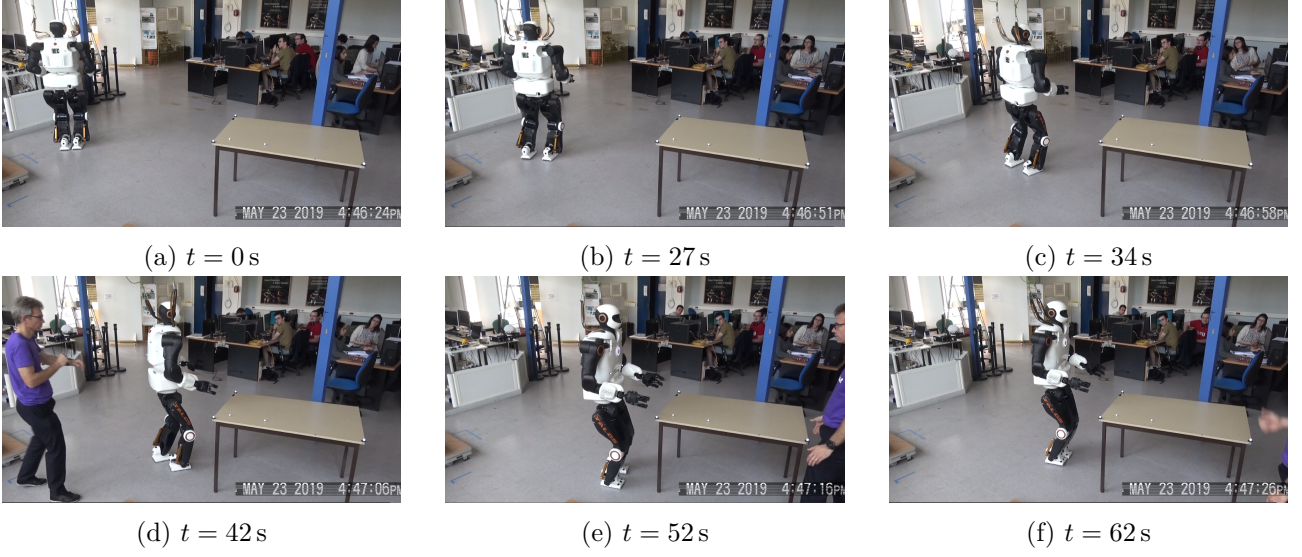 MAY 23 2019 4:46:24PM
MAY 23 2019 4:46:51PM
MAY 23 2019 4:46:58PM
(a) t = 0 s
(b) t = 27 s
(c) t = 34 s
MAY 23 2019 4:47:06PM
MAY 23 2019 4:47:16PM
MAY 23 2019 4:47:26PM
(d) t = 42 s
(e) t = 52 s
(f) t = 62 s